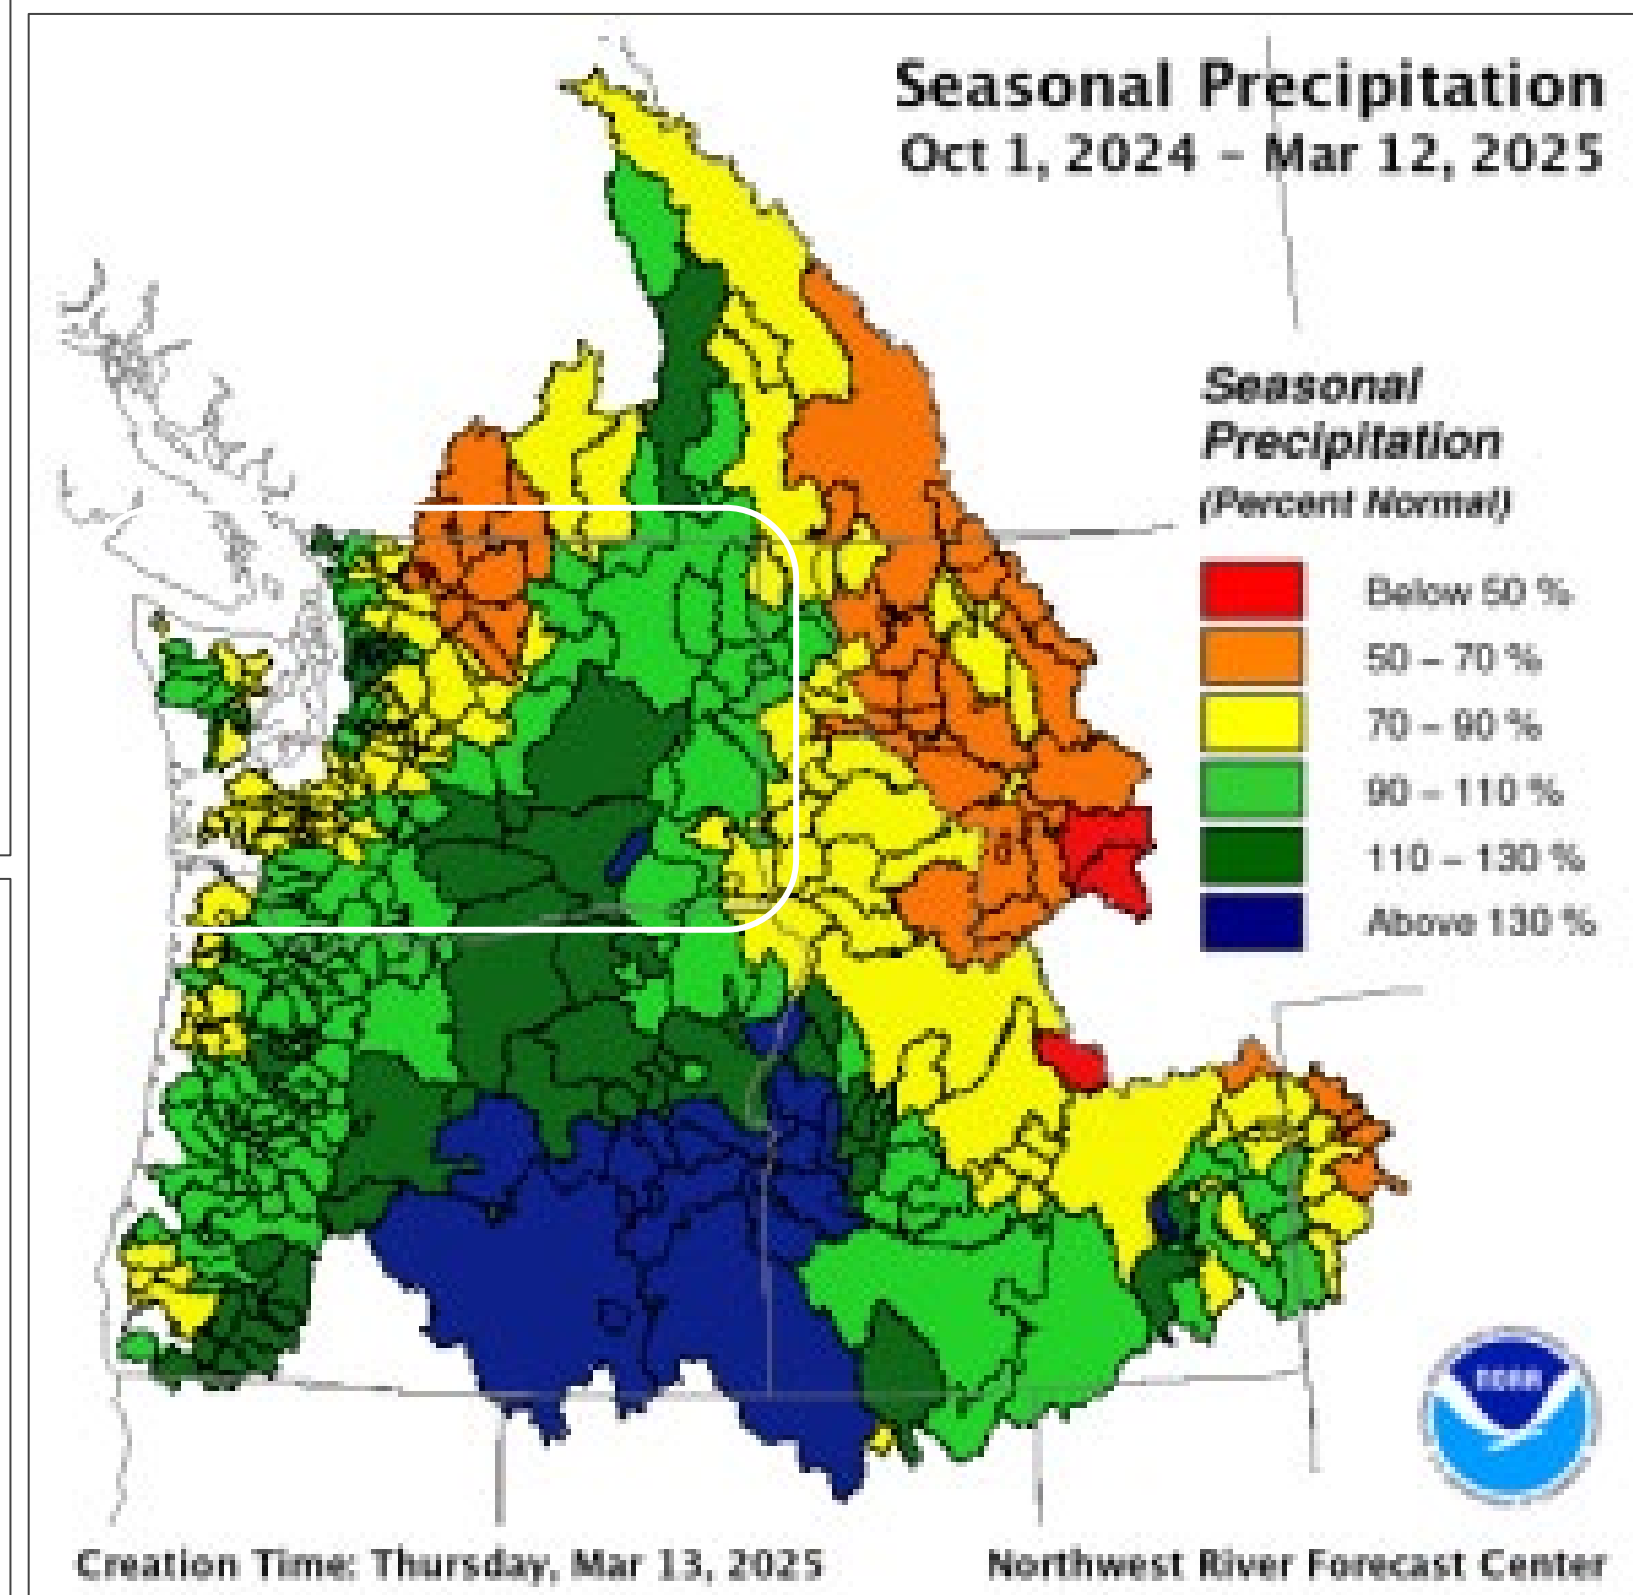 Seasonal Precipitation
Oct 1, 2024 – Mar 12, 2025
Seasonal
Precipitation
(Percent Normal)
Below 50 %
50 – 70 %
70 – 90 %
90 – 110 %
110 – 130 %
Above 130 %
noaa
Creation Time: Thursday, Mar 13, 2025
Northwest River Forecast Center